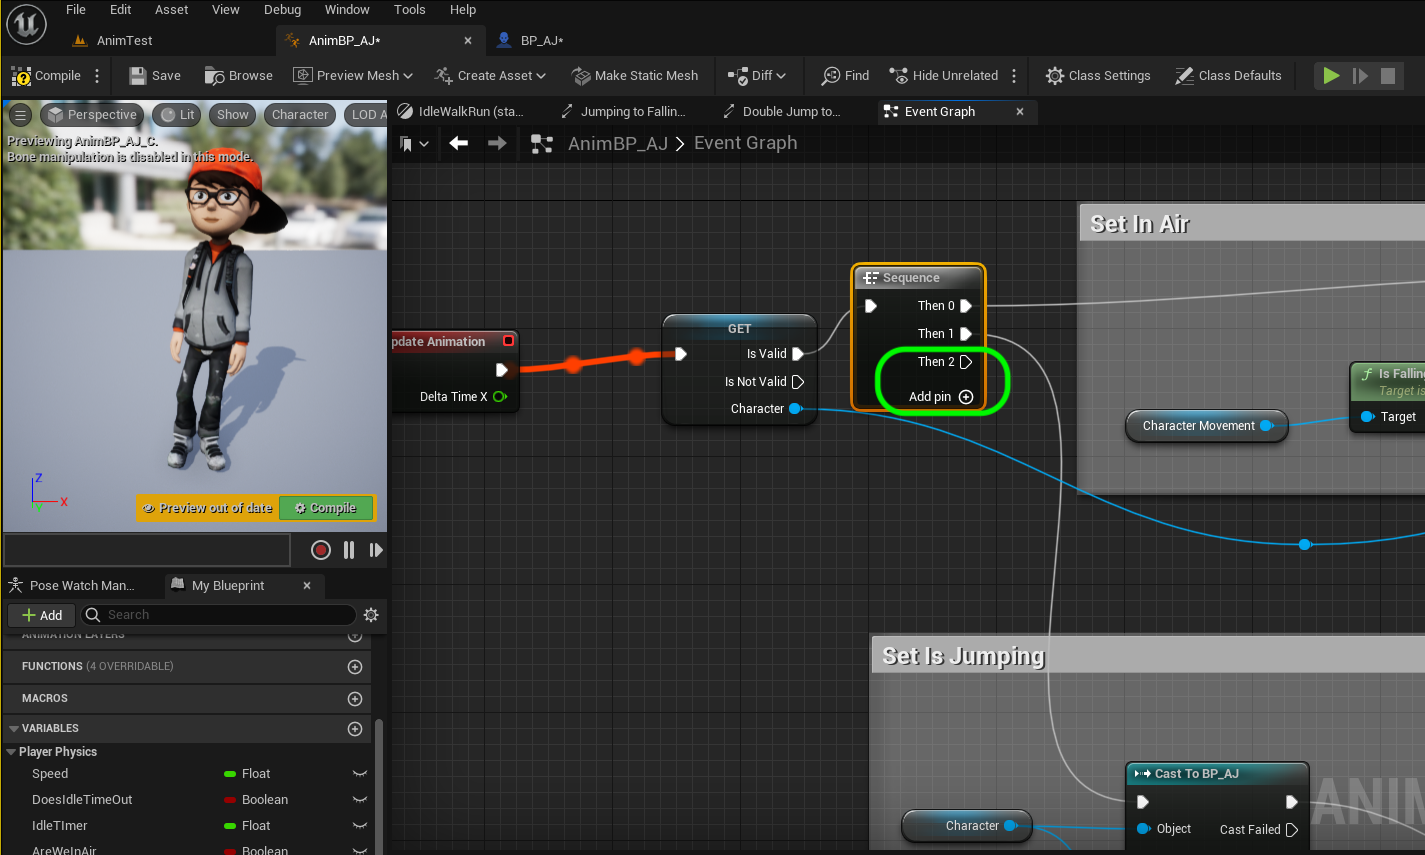 File Edit Asset View Debug Window Tools Help
AnimTest AnimBP_AJ* BP_AJ*
Compile Save Browse Preview Mesh Create Asset Make Static Mesh Diff Find Hide Unrelated Class Settings Class Defaults
Perspective Lit Show Character LOD A
Previewing AnimBP_AJ_C.
Bone manipulation is disabled in this mode.
Z
X
Y
Preview out of date Compile
IdleWalkRun (sta... Jumping to Fallin... Double Jump to... Event Graph
AnimBP_AJ > Event Graph
Set In Air
Sequence
Then 0
Then 1
Then 2
Add pin
GET
Is Valid
Is Not Valid
Character
pdate Animation
Delta Time X
Is Fallin
Target is
Target
Character Movement
Set Is Jumping
Cast To BP_AJ
Object Cast Failed
Character
ANIM
Pose Watch Man... My Blueprint
Add Search
ANIMATION LAYERS
FUNCTIONS (4 OVERRIDABLE)
MACROS
VARIABLES
Player Physics
Speed Float
DoesIdleTimeOut Boolean
IdleTImer Float
AreWeInAir Boolean